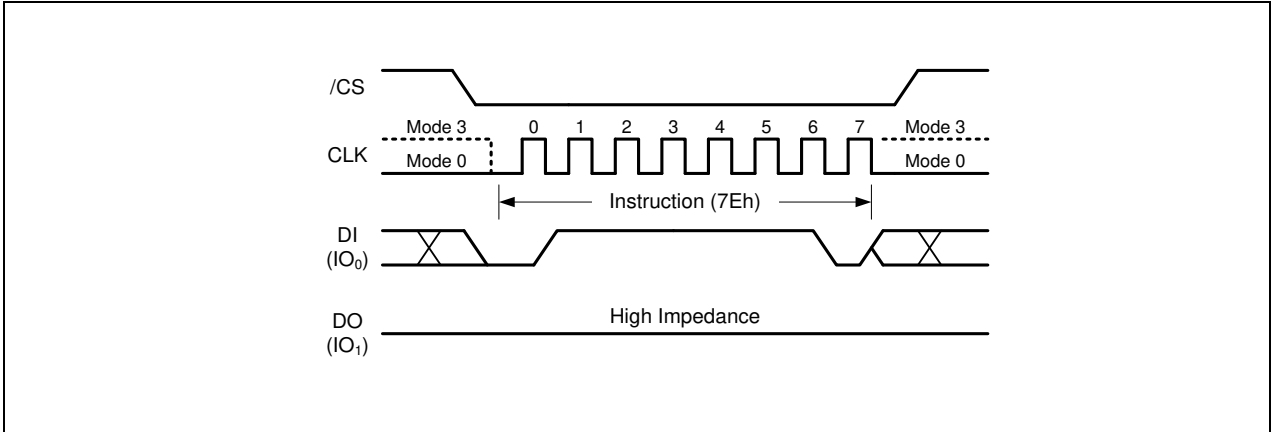 /CS
Mode 3 0 1 2 3 4 5 6 7 Mode 3
CLK
Mode 0 Mode 0
Instruction (7Eh)
DI
(IO₀)
High Impedance
DO
(IO₁)